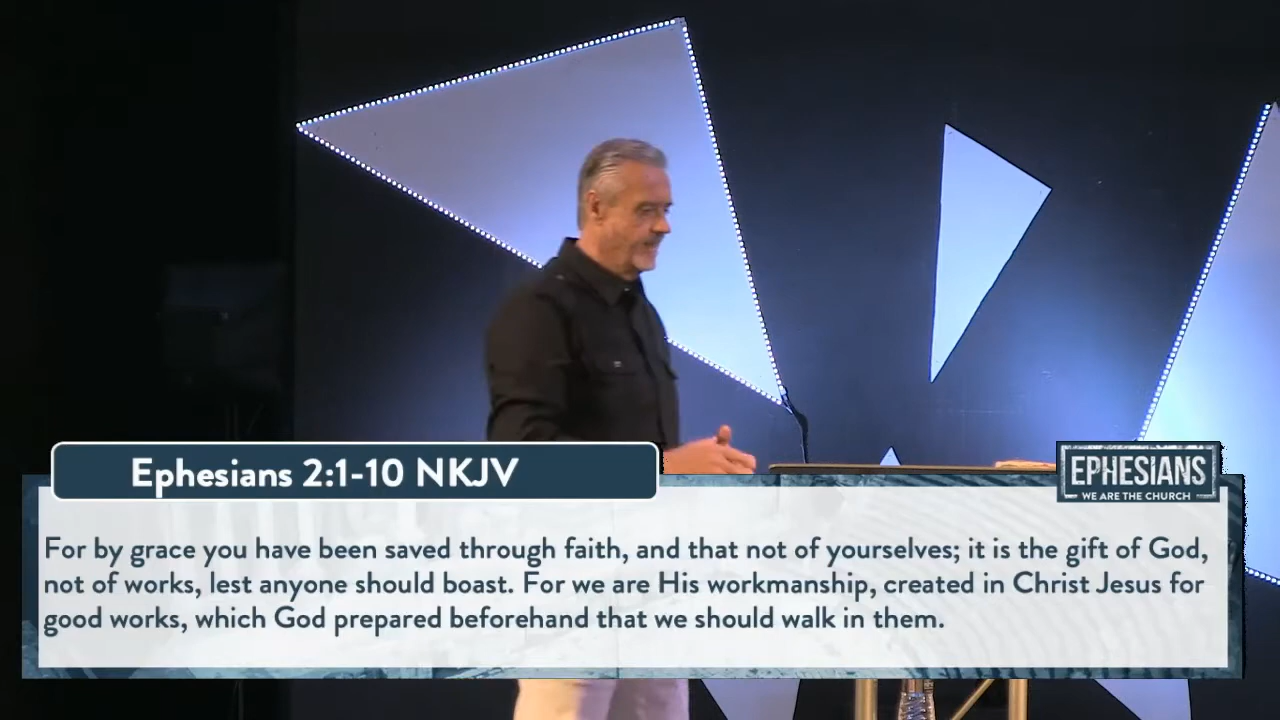 Ephesians 2:1-10 NKJV
EPHESIANS
WE ARE THE CHURCH
For by grace you have been saved through faith, and that not of yourselves; it is the gift of God,
not of works, lest anyone should boast. For we are His workmanship, created in Christ Jesus for
good works, which God prepared beforehand that we should walk in them.